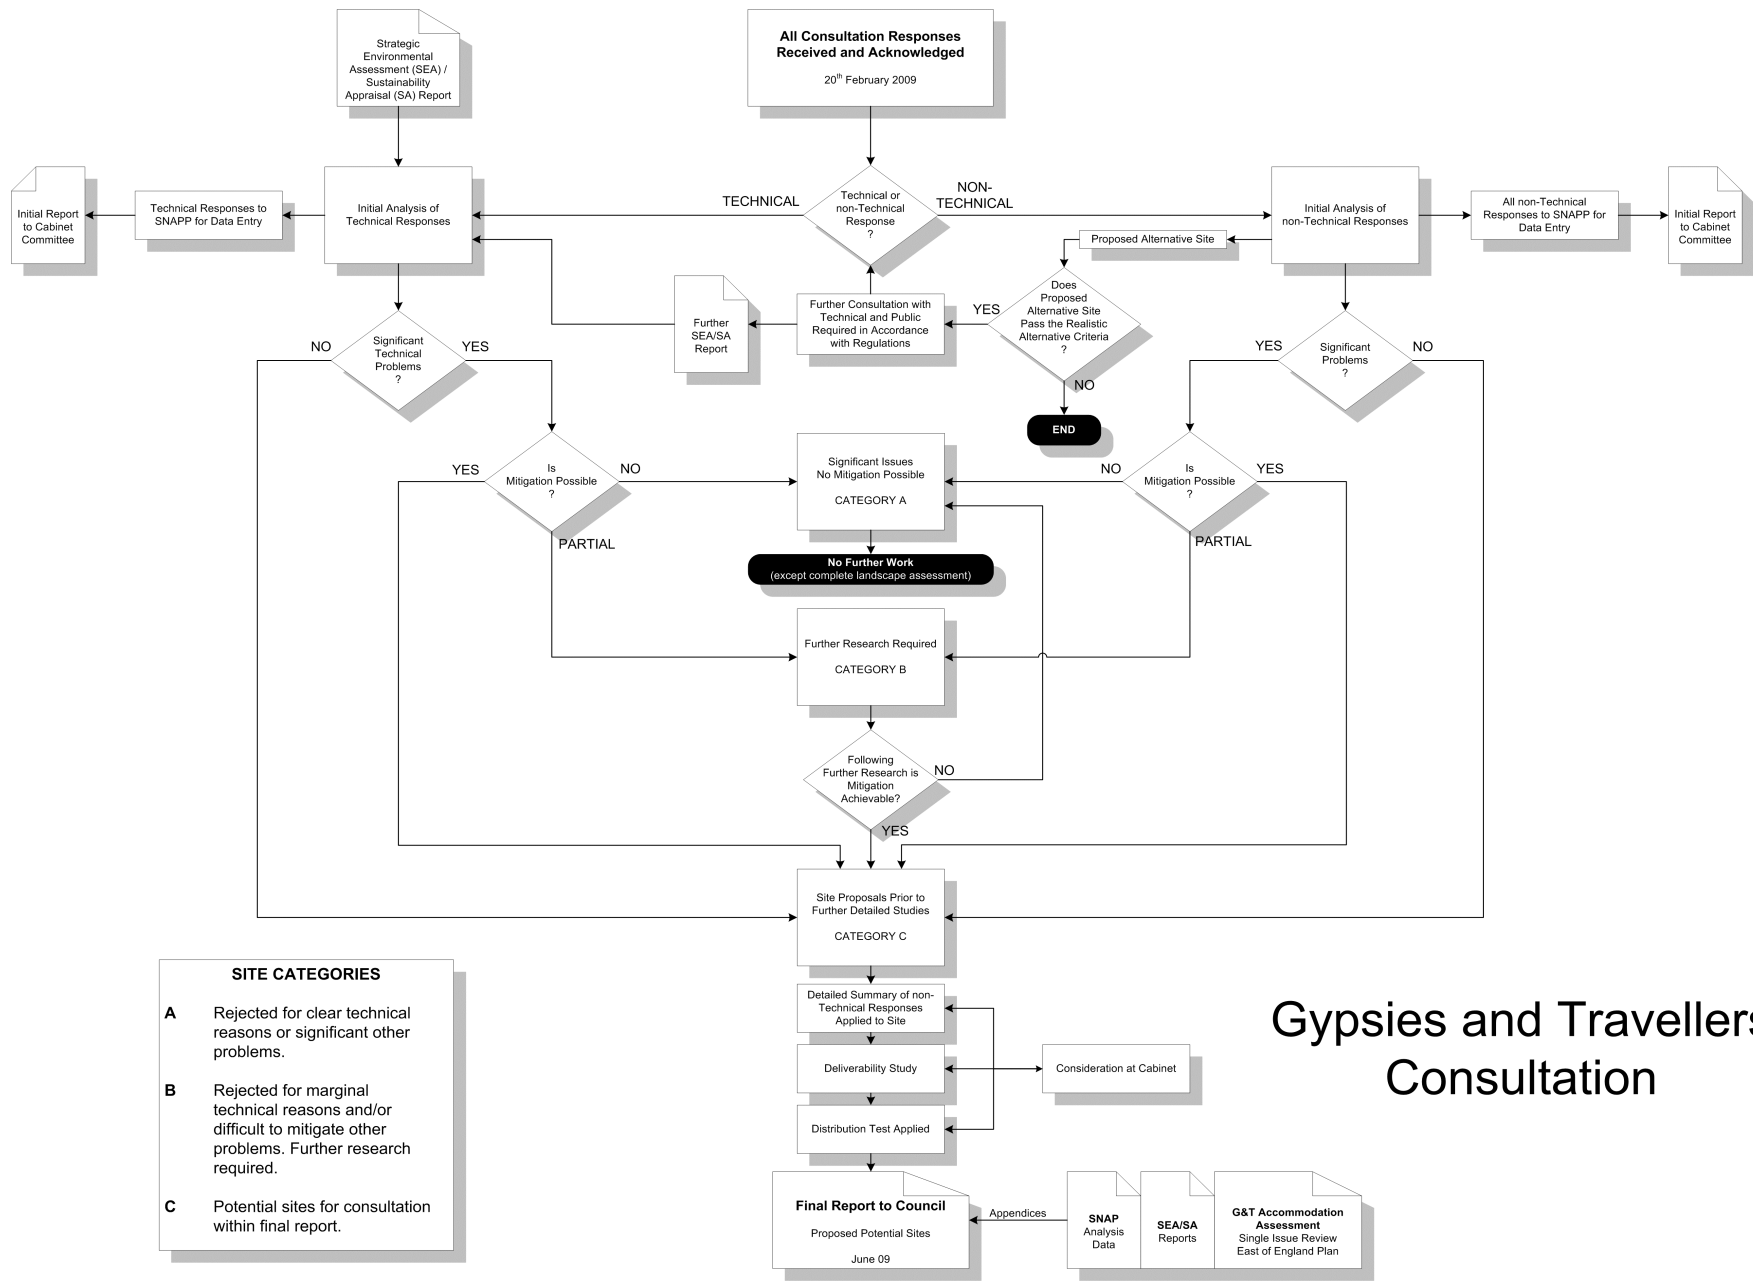 Strategic
Environmental
Assessment (SEA) /
Sustainability
Appraisal (SA) Report
All Consultation Responses
Received and Acknowledged
20th February 2009
Initial Report
to Cabinet
Committee
Technical Responses to
SNAPP for Data Entry
Initial Analysis of
Technical Responses
TECHNICAL
Technical or
non-Technical
Response
?
NON-
TECHNICAL
Initial Analysis of
non-Technical Responses
All non-Technical
Responses to SNAPP for
Data Entry
Initial Report
to Cabinet
Committee
Proposed Alternative Site
Does
Proposed
Alternative Site
Pass the Realistic
Alternative Criteria
?
YES
NO
END
Further Consultation with
Technical and Public
Required in Accordance
with Regulations
Further
SEA/SA
Report
NO
Significant
Technical
Problems
?
YES
YES
Significant
Problems
?
NO
YES
Is
Mitigation Possible
?
NO
PARTIAL
Significant Issues
No Mitigation Possible
CATEGORY A
NO
Is
Mitigation Possible
?
YES
PARTIAL
No Further Work
(except complete landscape assessment)
Further Research Required
CATEGORY B
Following
Further Research is
Mitigation
Achievable?
NO
YES
Site Proposals Prior to
Further Detailed Studies
CATEGORY C
Detailed Summary of non-
Technical Responses
Applied to Site
Deliverability Study
Consideration at Cabinet
Distribution Test Applied
Final Report to Council
Proposed Potential Sites
June 09
Appendices
SNAP
Analysis
Data
SEA/SA
Reports
G&T Accommodation
Assessment
Single Issue Review
East of England Plan
SITE CATEGORIES
A Rejected for clear technical
reasons or significant other
problems.
B Rejected for marginal
technical reasons and/or
difficult to mitigate other
problems. Further research
required.
C Potential sites for consultation
within final report.
Gypsies and Travellers
Consultation